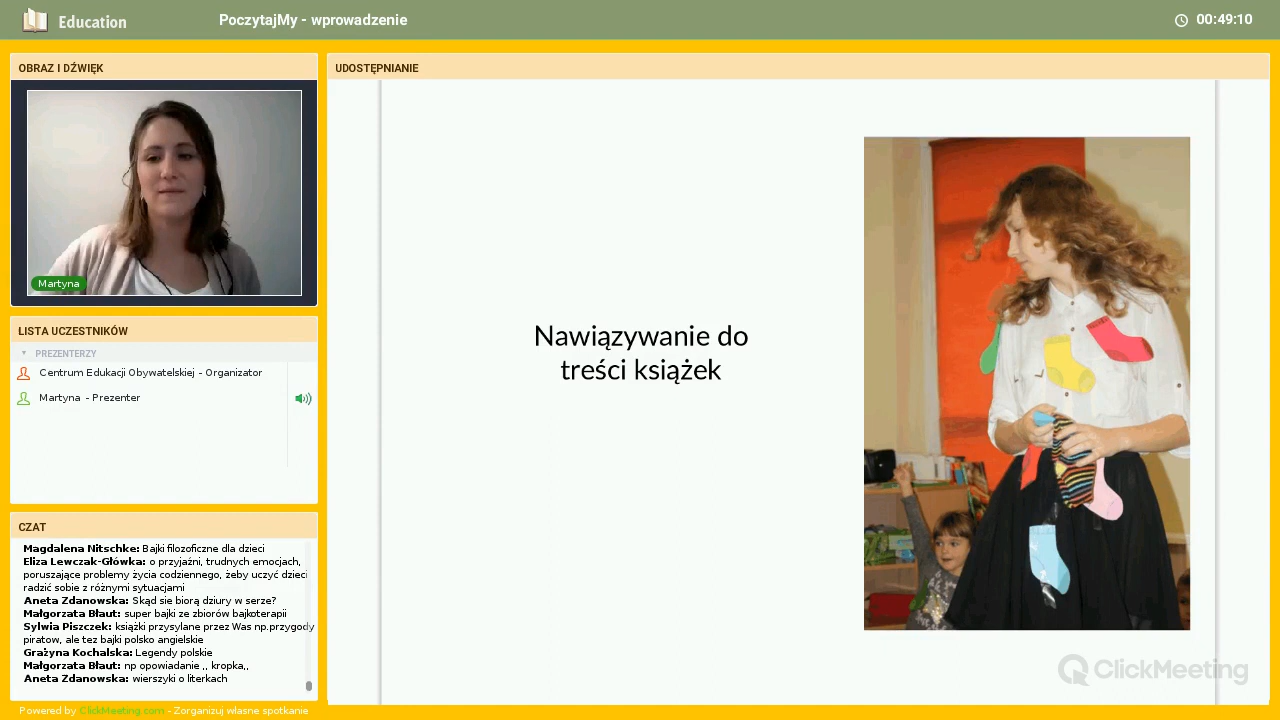 Education
PoczytajMy - wprowadzenie
00:49:10
OBRAZ I DŹWIĘK
Martyna
LISTA UCZESTNIKÓW
PREZENTERZY
Centrum Edukacji Obywatelskiej - Organizator
Martyna - Prezenter
CZAT
Magdalena Nitschke: Bajki filozoficzne dla dzieci
Eliza Lewczak-Główka: o przyjaźni, trudnych emocjach,
poruszające problemy życia codziennego, żeby uczyć dzieci
radzić sobie z różnymi sytuacjami
Aneta Zdanowska: Skąd sie biorą dziury w serze?
Małgorzata Błaut: super bajki ze zbiorów bajkoterapii
Sylwia Piszczek: książki przysylane przez Was np.przygody
piratow, ale tez bajki polsko angielskie
Grażyna Kochalska: Legendy polskie
Małgorzata Błaut: np opowiadanie ,, kropka,,
Aneta Zdanowska: wierszyki o literkach
Powered by ClickMeeting.com - Zorganizuj własne spotkanie
UDOSTĘPNIANIE
Nawiązywanie do
treści książek
ClickMeeting